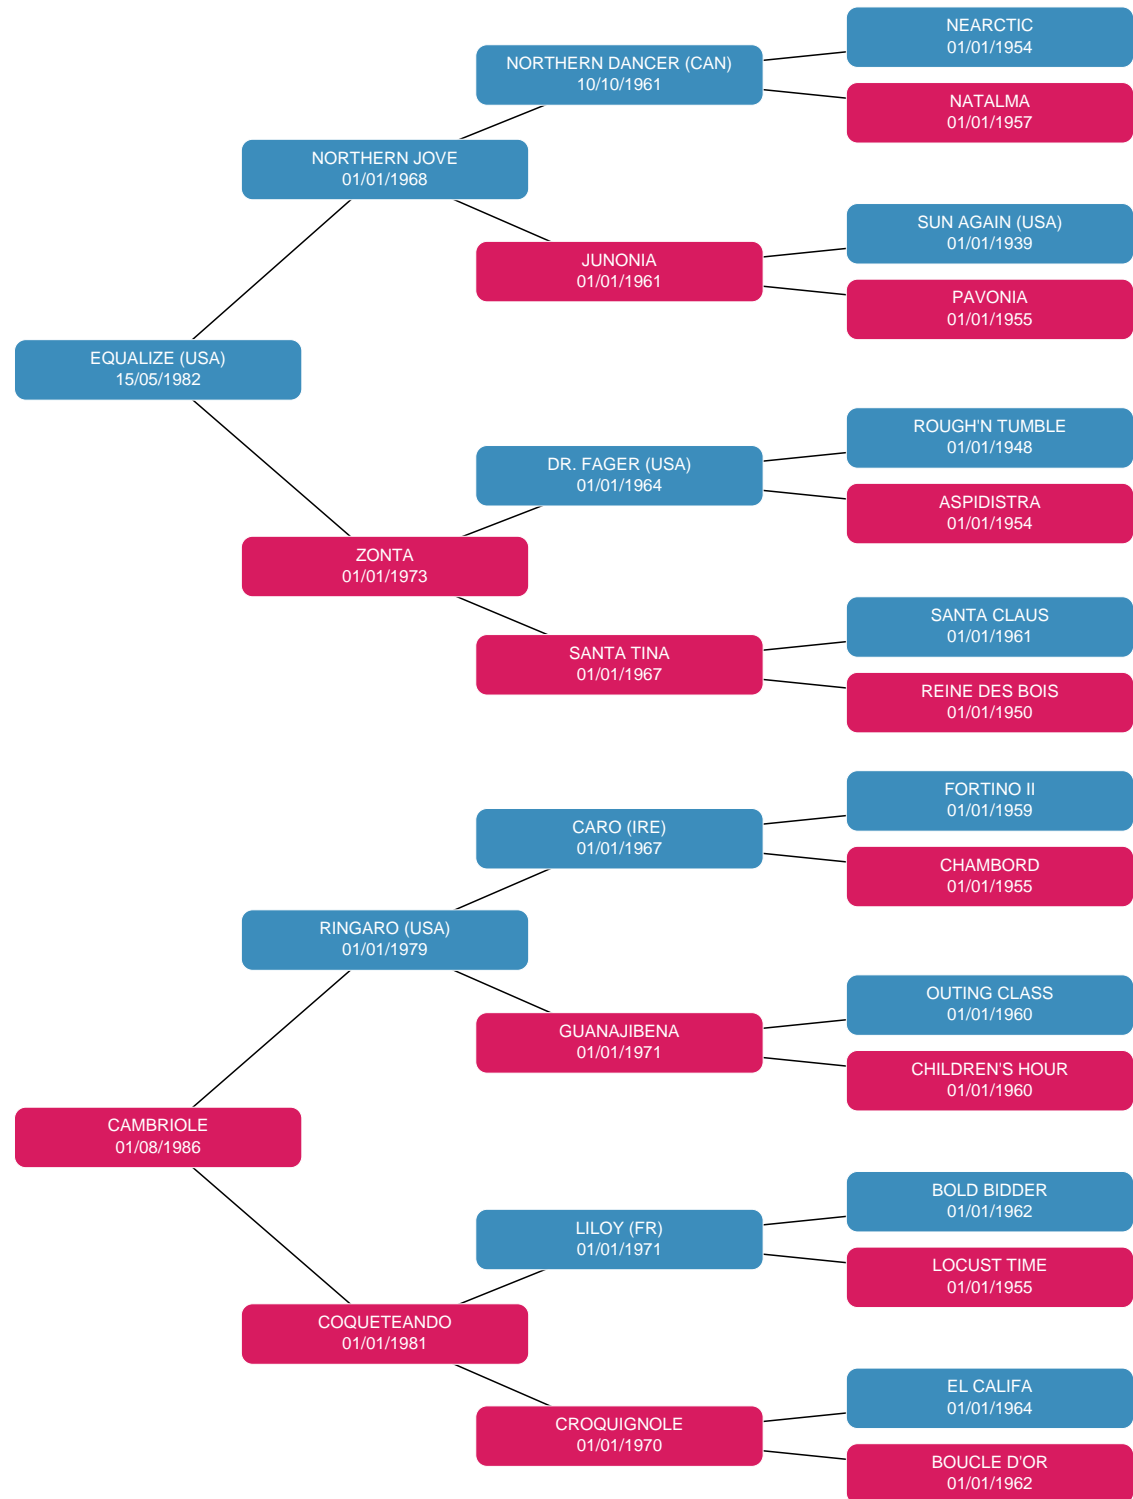 NEARCTIC
01/01/1954
NORTHERN DANCER (CAN)
10/10/1961
NATALMA
01/01/1957
NORTHERN JOVE
01/01/1968
SUN AGAIN (USA)
01/01/1939
JUNONIA
01/01/1961
PAVONIA
01/01/1955
EQUALIZE (USA)
15/05/1982
ROUGH'N TUMBLE
01/01/1948
DR. FAGER (USA)
01/01/1964
ASPIDISTRA
01/01/1954
ZONTA
01/01/1973
SANTA CLAUS
01/01/1961
SANTA TINA
01/01/1967
REINE DES BOIS
01/01/1950
FORTINO II
01/01/1959
CARO (IRE)
01/01/1967
CHAMBORD
01/01/1955
RINGARO (USA)
01/01/1979
OUTING CLASS
01/01/1960
GUANAJIBENA
01/01/1971
CHILDREN'S HOUR
01/01/1960
CAMBRIOLE
01/08/1986
BOLD BIDDER
01/01/1962
LILOY (FR)
01/01/1971
LOCUST TIME
01/01/1955
COQUETEANDO
01/01/1981
EL CALIFA
01/01/1964
CROQUIGNOLE
01/01/1970
BOUCLE D'OR
01/01/1962